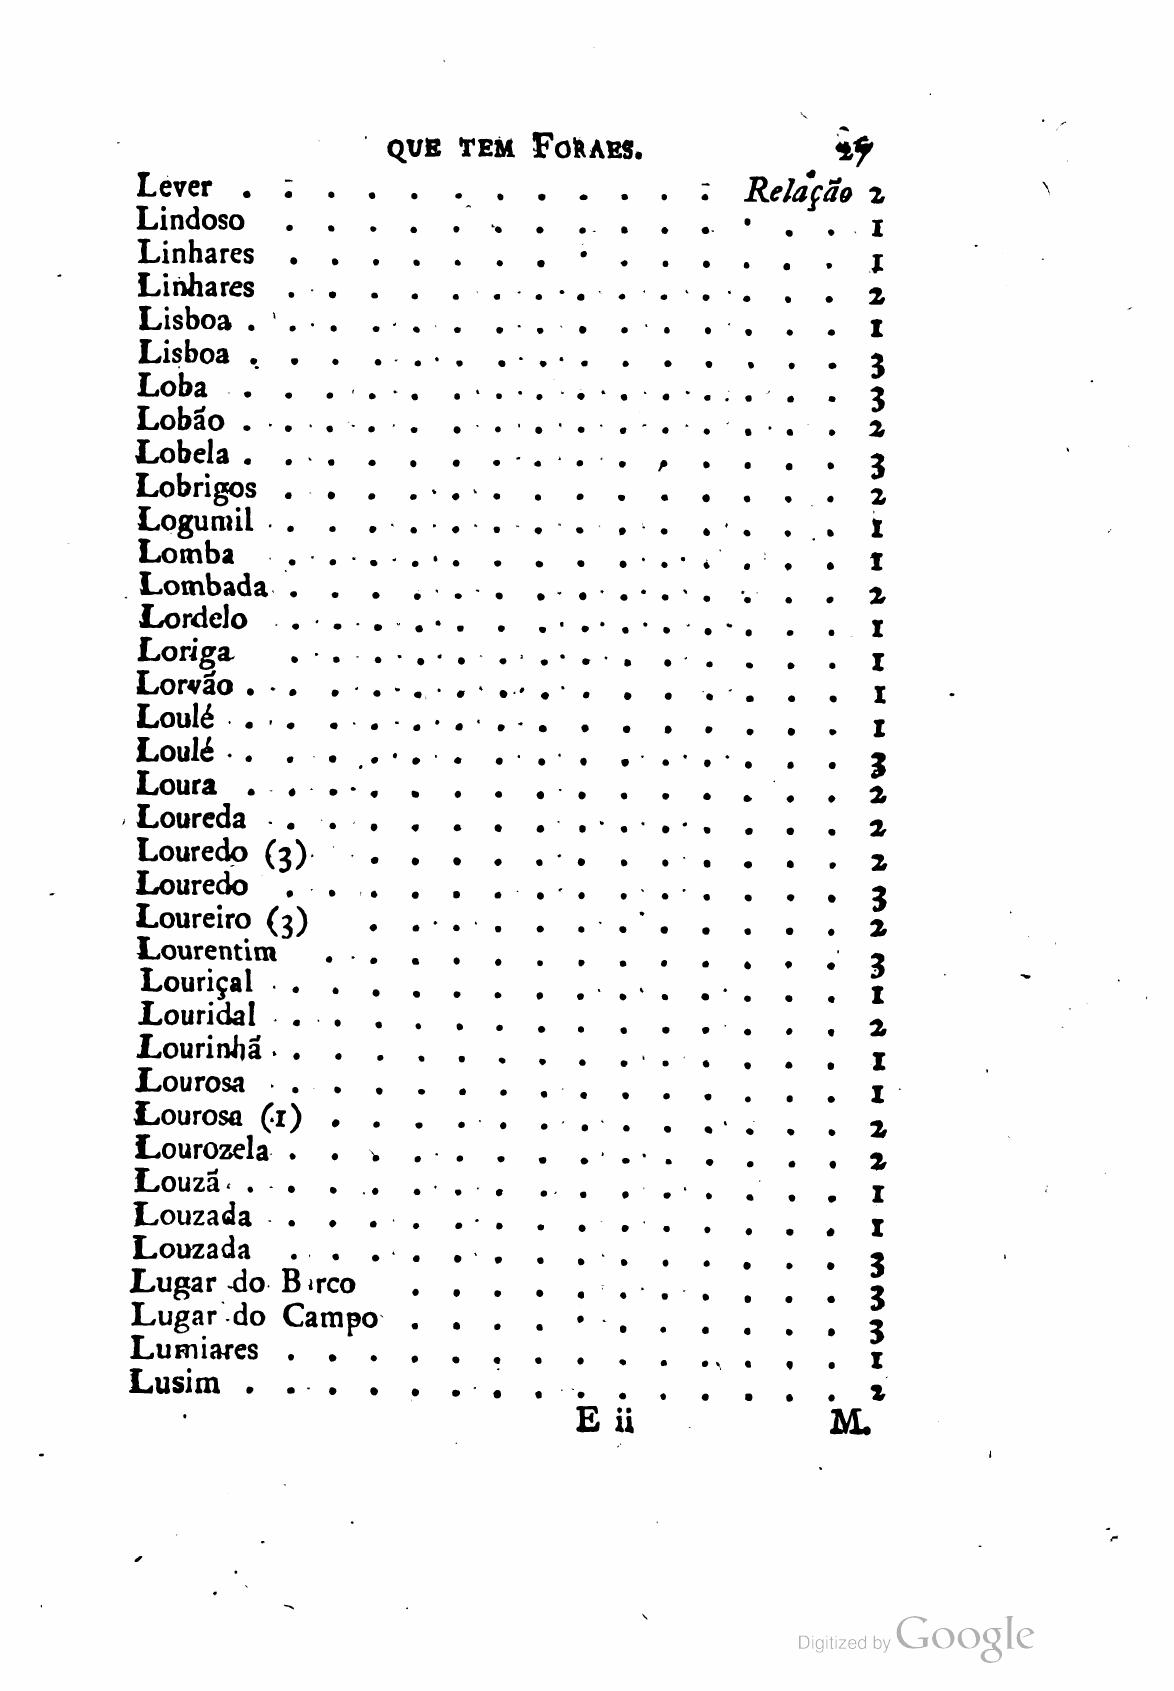 QUE TEM FORAES. 27
Lever . . . . . . . . . . . . Relação 2
Lindoso . . . . . . . . . . . . . . 1
Linhares . . . . . . . . . . . . . . 1
Linhares . . . . . . . . . . . . . . 2
Lisboa . . . . . . . . . . . . . . . 1
Lisboa . . . . . . . . . . . . . . . 3
Loba . . . . . . . . . . . . . . . 3
Lobão . . . . . . . . . . . . . . . 2
Lobela . . . . . . . . . . . . . . . 3
Lobrigos . . . . . . . . . . . . . . 2
Logumil . . . . . . . . . . . . . . 1
Lomba . . . . . . . . . . . . . . 1
Lombada . . . . . . . . . . . . . . 2
Lordelo . . . . . . . . . . . . . . 1
Loriga . . . . . . . . . . . . . . 1
Lorvão . . . . . . . . . . . . . . . 1
Loulé . . . . . . . . . . . . . . . 1
Loulé . . . . . . . . . . . . . . . 3
Loura . . . . . . . . . . . . . . . 2
Loureda . . . . . . . . . . . . . . 2
Louredo (3) . . . . . . . . . . . . 2
Louredo . . . . . . . . . . . . . . 3
Loureiro (3) . . . . . . . . . . . . 2
Lourentim . . . . . . . . . . . . . 3
Louriçal . . . . . . . . . . . . . . 1
Louridal . . . . . . . . . . . . . . 2
Lourinhã . . . . . . . . . . . . . . 1
Lourosa . . . . . . . . . . . . . . 1
Lourosa (1) . . . . . . . . . . . . . 2
Lourozela . . . . . . . . . . . . . . 2
Louzã . . . . . . . . . . . . . . . 1
Louzada . . . . . . . . . . . . . . 1
Louzada . . . . . . . . . . . . . . 3
Lugar do Barco . . . . . . . . . . . 3
Lugar do Campo . . . . . . . . . . . 3
Lumiares . . . . . . . . . . . . . . 1
Lusim . . . . . . . . . . . . . . . 2
E ii M.
Digitized by Google